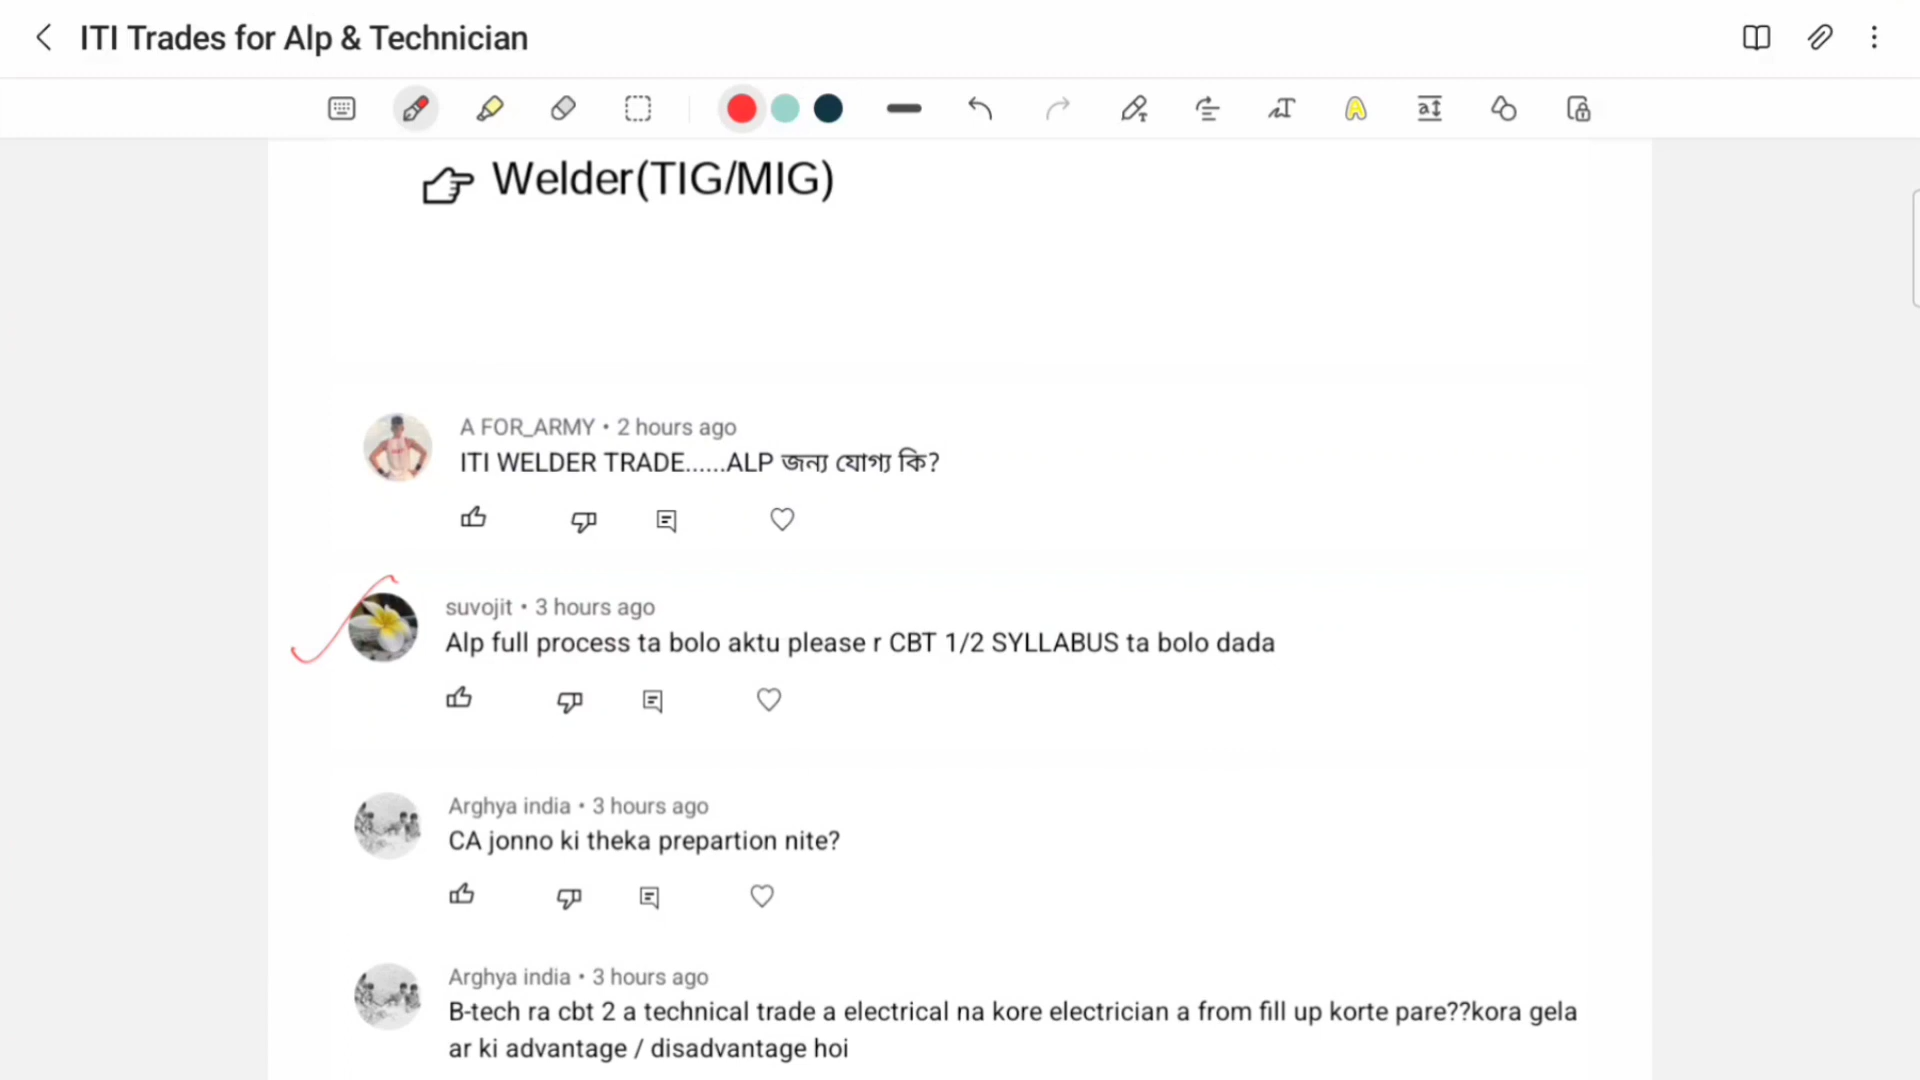 ITI Trades for Alp & Technician
Welder(TIG/MIG)
A FOR_ARMY • 2 hours ago
ITI WELDER TRADE......ALP জন্য যোগ্য কি?
suvojit • 3 hours ago
Alp full process ta bolo aktu please r CBT 1/2 SYLLABUS ta bolo dada
Arghya india • 3 hours ago
CA jonno ki theka prepartion nite?
Arghya india • 3 hours ago
B-tech ra cbt 2 a technical trade a electrical na kore electrician a from fill up korte pare??kora gela
ar ki advantage / disadvantage hoi